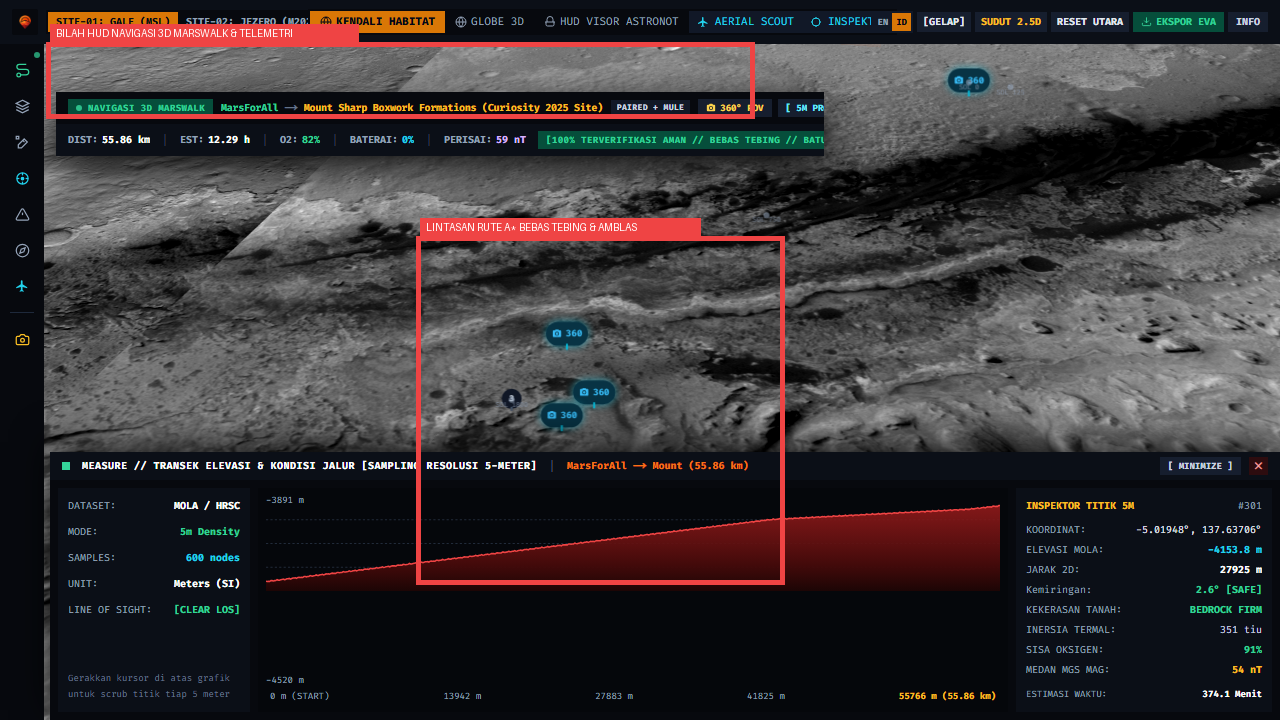 SITE-01: GALE (MSL) SITE-02: JEZERO (M20 KENDALI HABITAT GLOBE 3D HUD VISOR ASTRONOT AERIAL SCOUT INSPEKT EN ID [GELAP] SUDUT 2.5D RESET UTARA EKSPOR EVA INFO
BILAH HUD NAVIGASI 3D MARSWALK & TELEMETRI
360
NAVIGASI 3D MARSWALK MarsForAll → Mount Sharp Boxwork Formations (Curiosity 2025 Site) PAIRED + MULE 360° ROV [ 5M PR
DIST: 55.86 km | EST: 12.29 h | O2: 82% | BATERAI: 0% | PERISAI: 59 nT [100% TERVERIFIKASI AMAN // BEBAS TEBING // BATU
LINTASAN RUTE A* BEBAS TEBING & AMBLAS
360
360
360
MEASURE // TRANSEK ELEVASI & KONDISI JALUR [SAMPLING RESOLUSI 5-METER] | MarsForAll → Mount (55.86 km) [ MINIMIZE ] ✕
DATASET: MOLA / HRSC
MODE: 5m Density
SAMPLES: 600 nodes
UNIT: Meters (SI)
LINE OF SIGHT: [CLEAR LOS]
Gerakkan kursor di atas grafik
untuk scrub titik tiap 5 meter
-3891 m
-4520 m
0 m (START) 13942 m 27883 m 41825 m 55766 m (55.86 km)
INSPEKTOR TITIK 5M #301
KOORDINAT: -5.01948°, 137.63706°
ELEVASI MOLA: -4153.8 m
JARAK 2D: 27925 m
Kemiringan: 2.6° [SAFE]
KEKERASAN TANAH: BEDROCK FIRM
INERSIA TERMAL: 351 tiu
SISA OKSIGEN: 91%
MEDAN MGS MAG: 54 nT
ESTIMASI WAKTU: 374.1 Menit